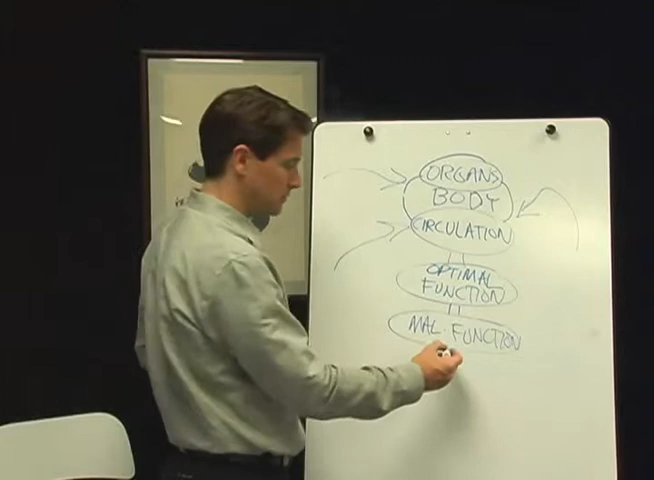 ORGANS
BODY
CIRCULATION
OPTIMAL
FUNCTION
MAL-FUNCTION